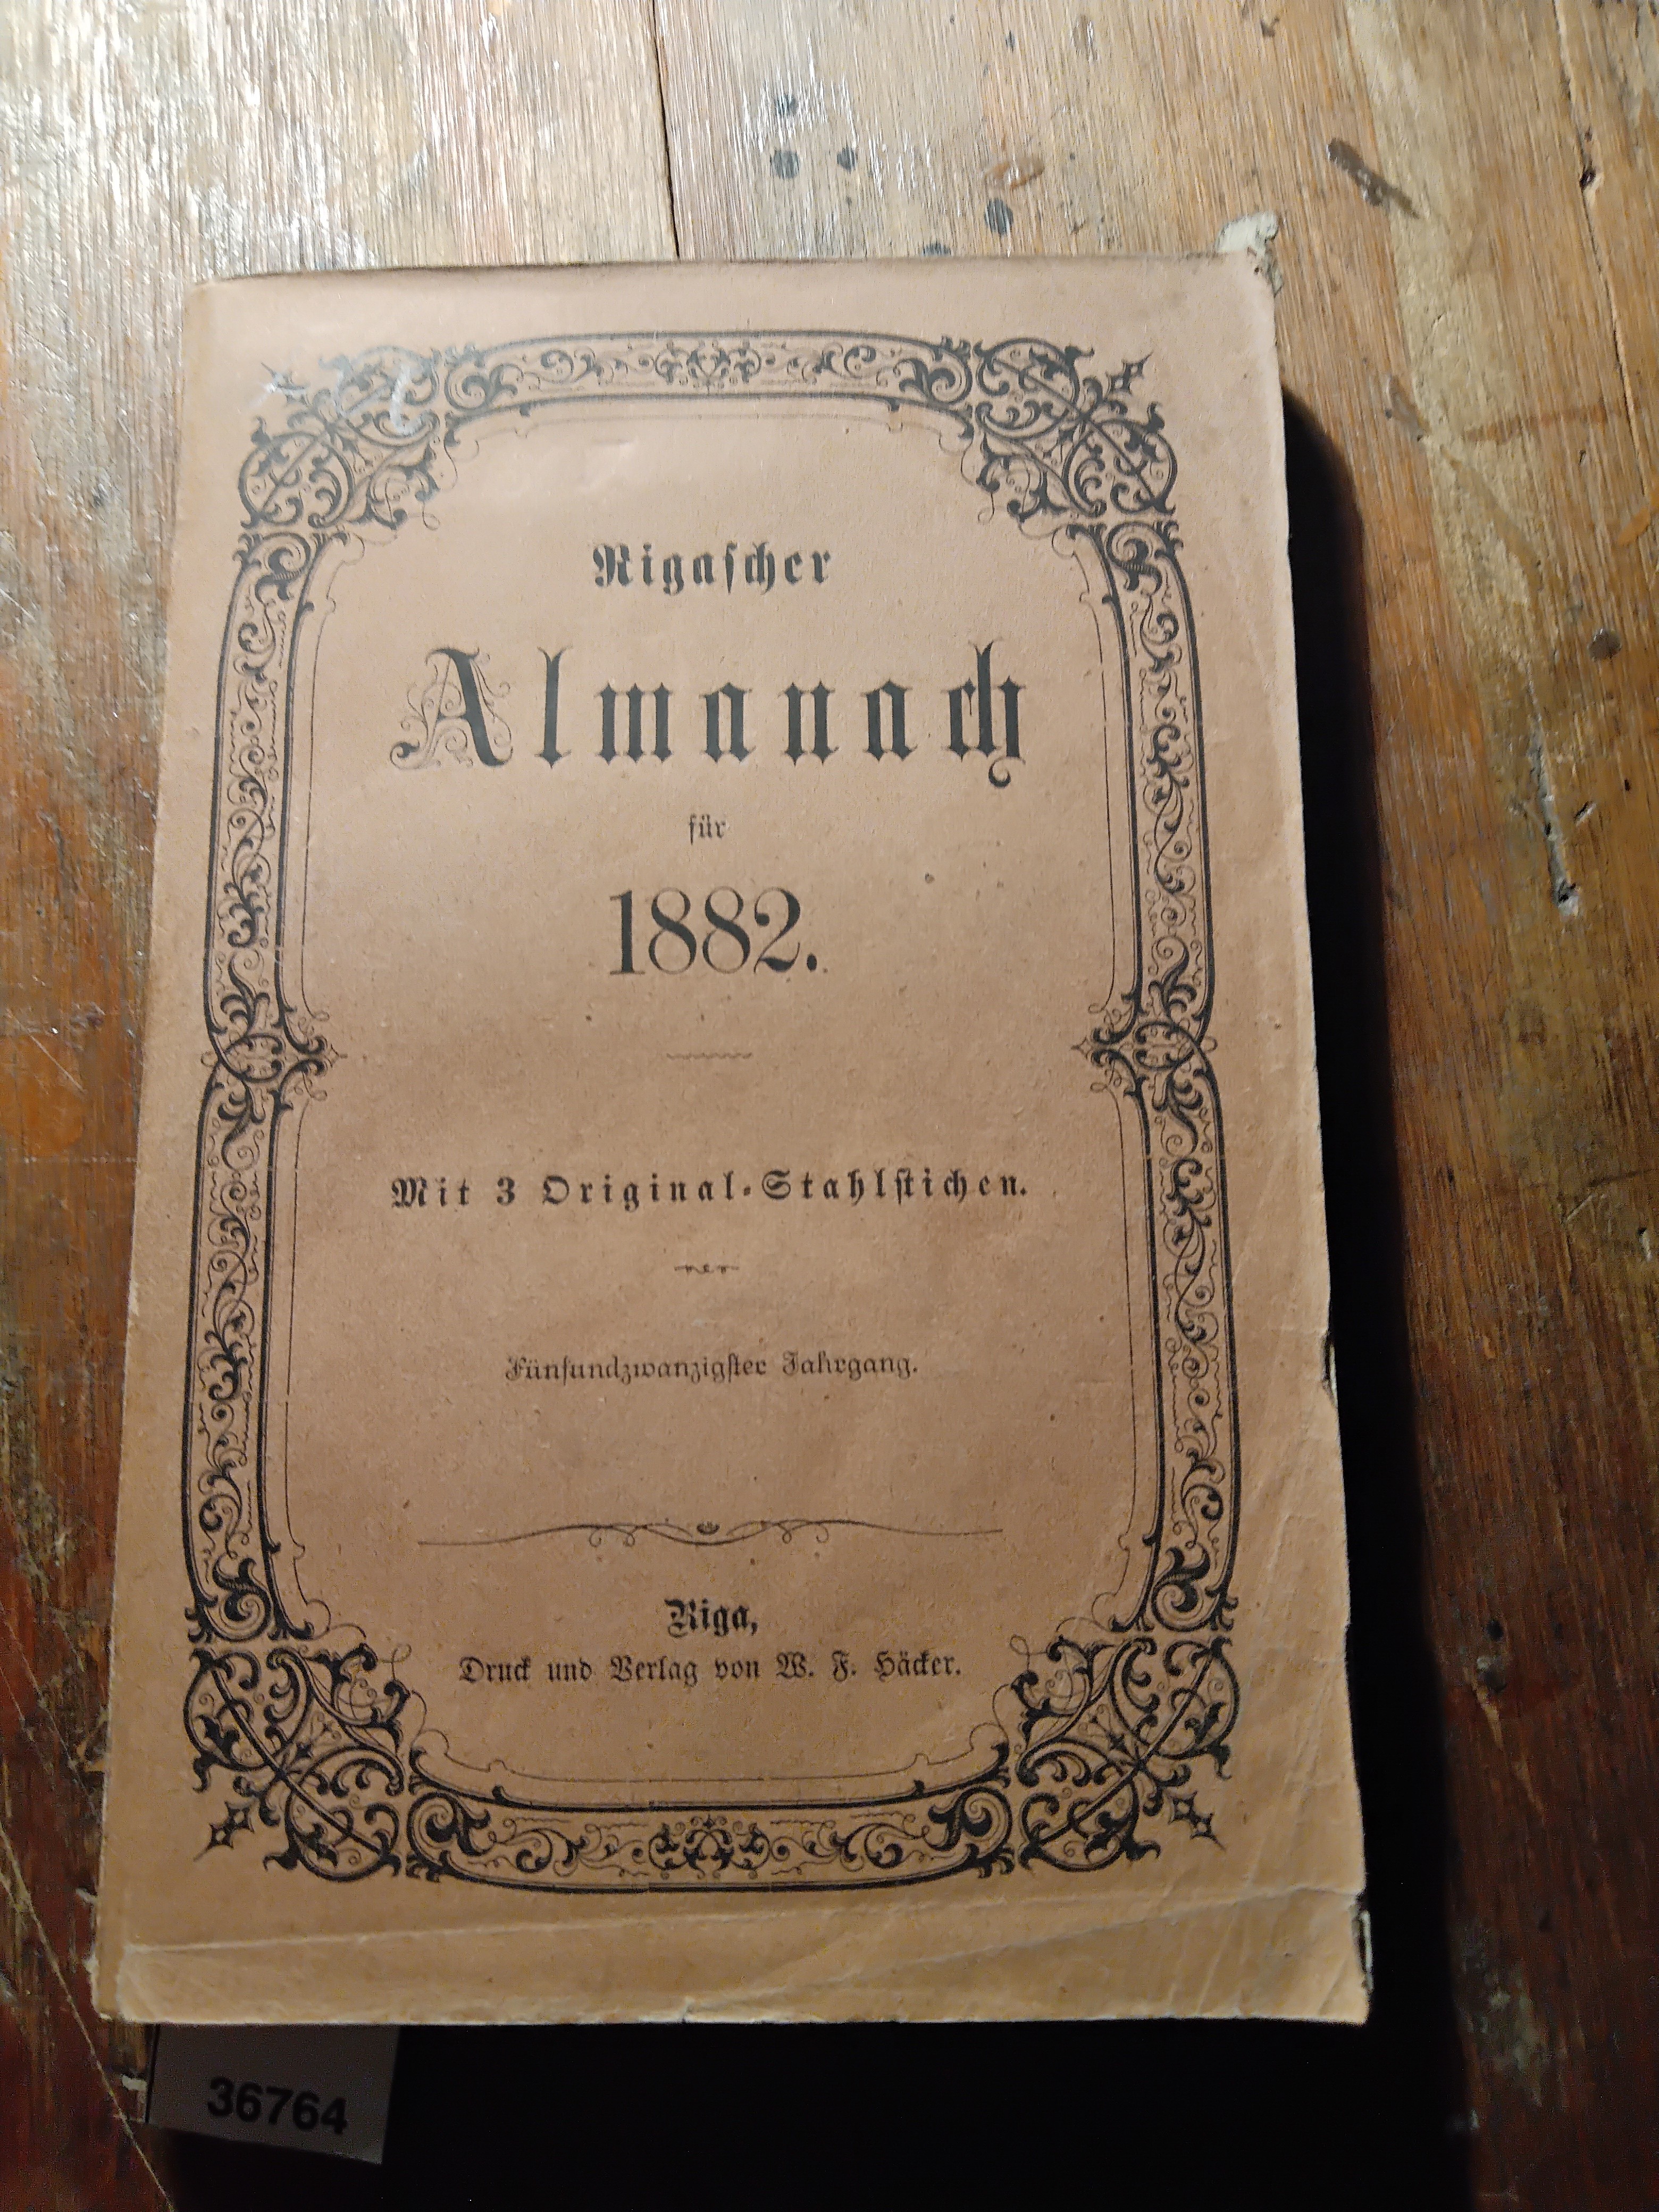 Rigascher
Almanach
für
1882.
Mit 3 Original-Stahlstichen.
Fünfundzwanzigster Jahrgang.
Riga,
Druck und Verlag von W. F. Häcker.
36764